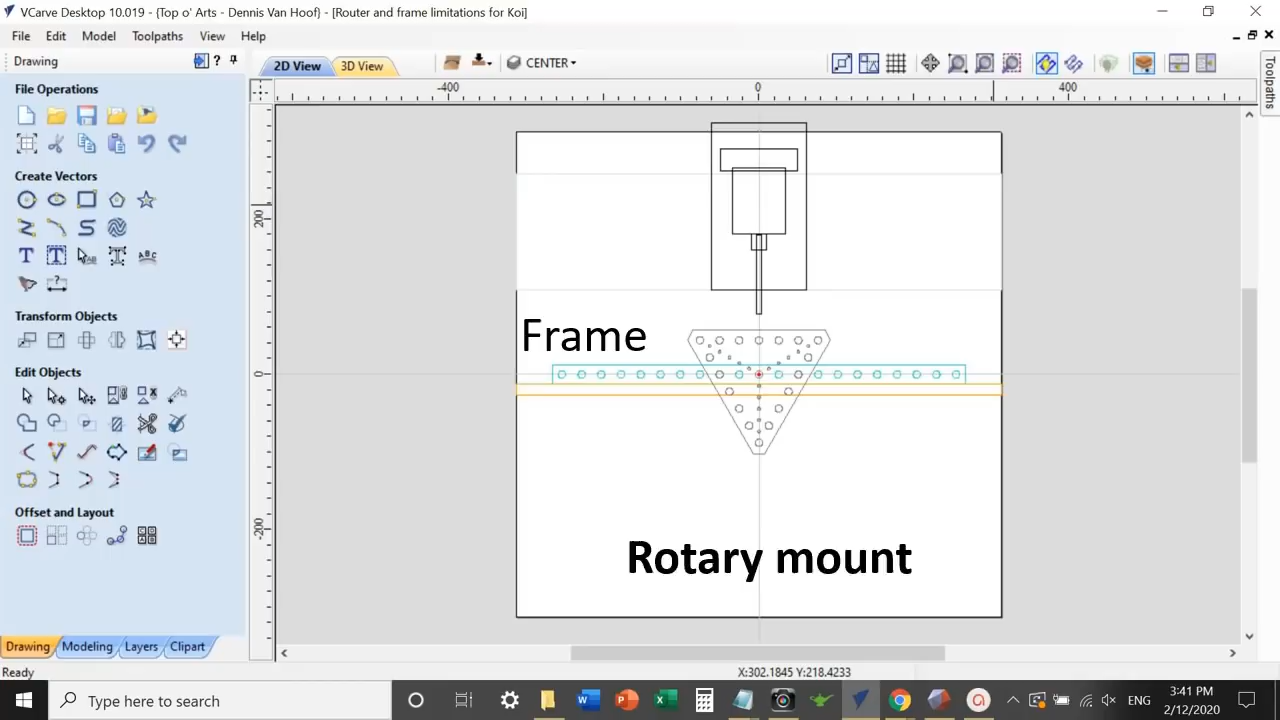 VCarve Desktop 10.019 - {Top o' Arts - Dennis Van Hoof} - [Router and frame limitations for Koi]
File Edit Model Toolpaths View Help
Drawing
2D View 3D View CENTER
Toolpaths
File Operations
Create Vectors
Transform Objects
Edit Objects
Offset and Layout
-400 0 400
200
0
-200
Frame
Rotary mount
Drawing Modeling Layers Clipart
Ready
X:302.1845 Y:218.4233
Type here to search
ENG
3:41 PM
2/12/2020